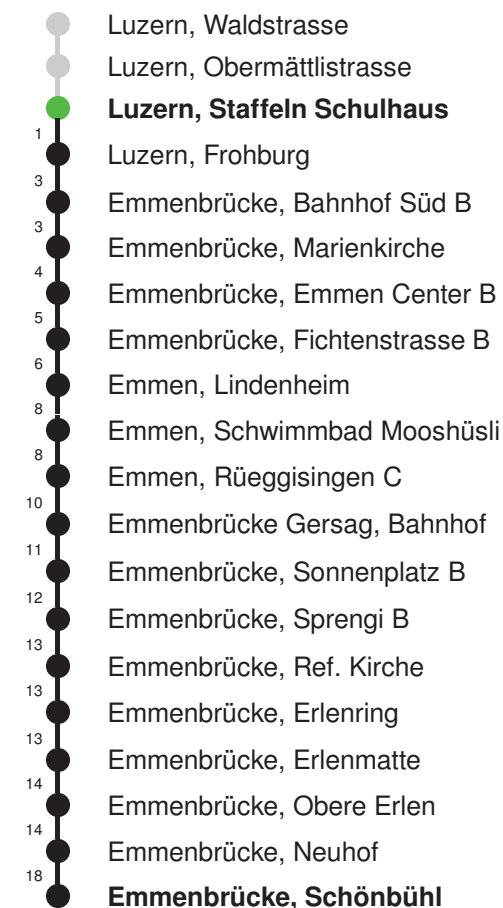 Luzern, Waldstrasse
Luzern, Obermättlistrasse
Luzern, Staffeln Schulhaus
1
Luzern, Frohburg
3
Emmenbrücke, Bahnhof Süd B
3
Emmenbrücke, Marienkirche
4
Emmenbrücke, Emmen Center B
5
Emmenbrücke, Fichtenstrasse B
6
Emmen, Lindenheim
8
Emmen, Schwimmbad Mooshüsli
8
Emmen, Rüeggisingen C
10
Emmenbrücke Gersag, Bahnhof
11
Emmenbrücke, Sonnenplatz B
12
Emmenbrücke, Sprengi B
13
Emmenbrücke, Ref. Kirche
13
Emmenbrücke, Erlenring
13
Emmenbrücke, Erlenmatte
14
Emmenbrücke, Obere Erlen
14
Emmenbrücke, Neuhof
18
Emmenbrücke, Schönbühl